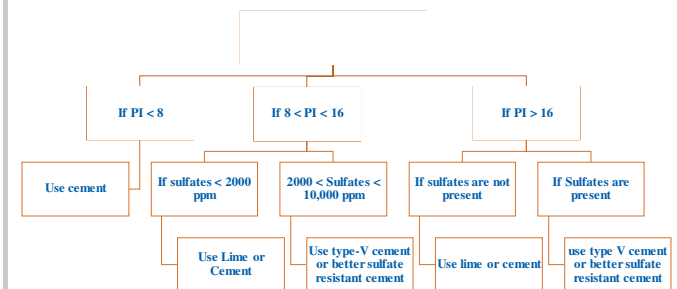 If PI < 8
If 8 < PI < 16
If PI > 16
Use cement
If sulfates < 2000
ppm
2000 < Sulfates <
10,000 ppm
If sulfates are not
present
If Sulfates are
present
Use Lime or
Cement
Use type-V cement
or better sulfate
resistant cement
Use lime or cement
use type V cement
or better sulfate
resistant cement